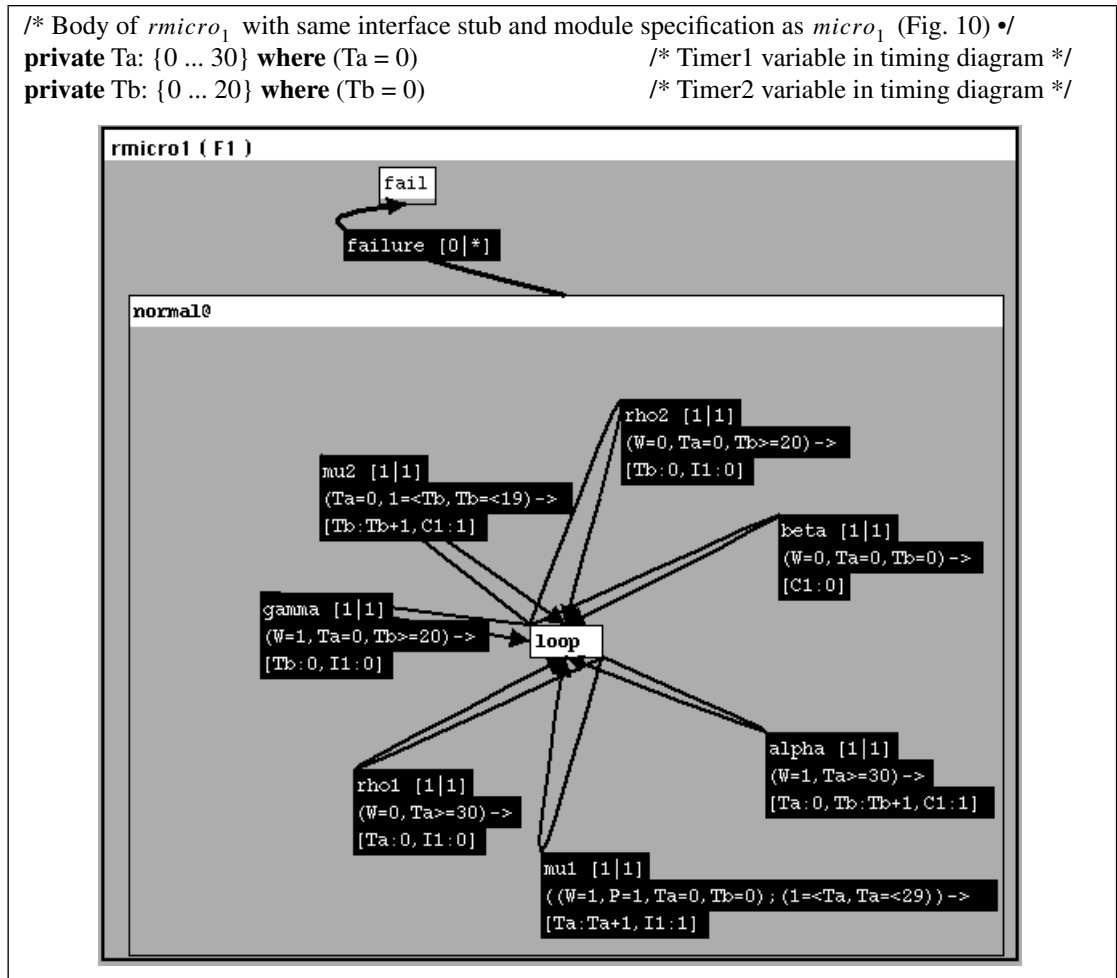 /* Body of rmicro1 with same interface stub and module specification as micro1 (Fig. 10) •/
private Ta: {0 ... 30} where (Ta = 0) /* Timer1 variable in timing diagram */
private Tb: {0 ... 20} where (Tb = 0) /* Timer2 variable in timing diagram */
rmicro1 ( F1 )
fail
failure [0|*]
normal@
rho2 [1|1]
(W=0,Ta=0,Tb>=20)->
[Tb:0,I1:0]
mu2 [1|1]
(Ta=0,1=<Tb,Tb=<19)->
[Tb:Tb+1,C1:1]
beta [1|1]
(W=0,Ta=0,Tb=0)->
[C1:0]
gamma [1|1]
(W=1,Ta=0,Tb>=20)->
[Tb:0,I1:0]
loop
alpha [1|1]
(W=1,Ta>=30)->
[Ta:0,Tb:Tb+1,C1:1]
rho1 [1|1]
(W=0,Ta>=30)->
[Ta:0,I1:0]
mu1 [1|1]
((W=1,P=1,Ta=0,Tb=0);(1=<Ta,Ta=<29))->
[Ta:Ta+1,I1:1]